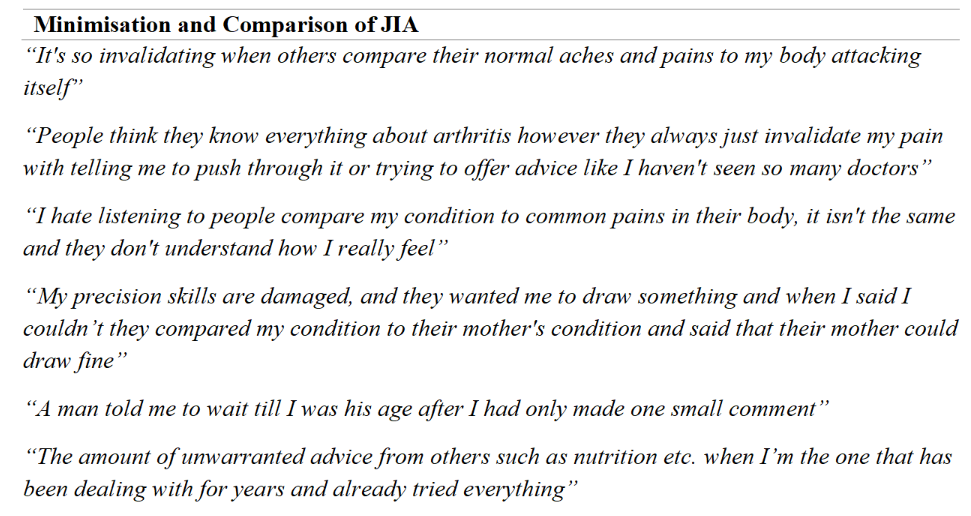 Minimisation and Comparison of JIA
“It's so invalidating when others compare their normal aches and pains to my body attacking
itself”
“People think they know everything about arthritis however they always just invalidate my pain
with telling me to push through it or trying to offer advice like I haven't seen so many doctors”
“I hate listening to people compare my condition to common pains in their body, it isn't the same
and they don't understand how I really feel”
“My precision skills are damaged, and they wanted me to draw something and when I said I
couldn’t they compared my condition to their mother's condition and said that their mother could
draw fine”
“A man told me to wait till I was his age after I had only made one small comment”
“The amount of unwarranted advice from others such as nutrition etc. when I’m the one that has
been dealing with for years and already tried everything”